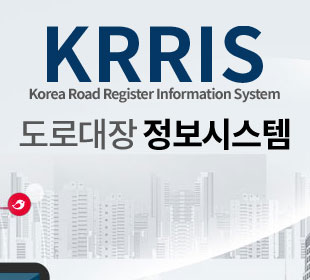 KRRIS
Korea Road Register Information System
도로대장 정보시스템